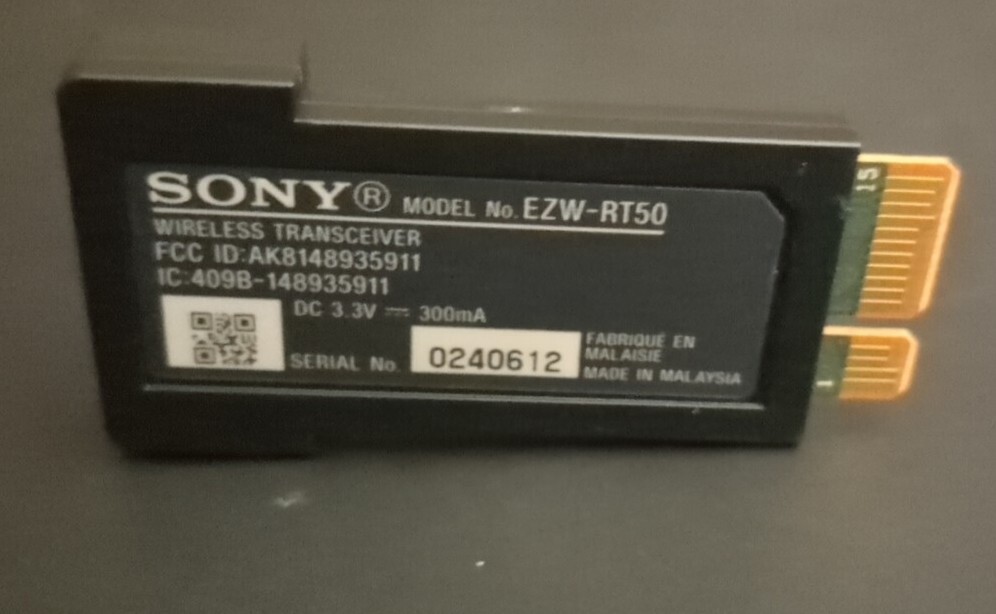 SONY® MODEL No. EZW-RT50
WIRELESS TRANSCEIVER
FCC ID:AK8148935911
IC:409B-148935911
DC 3.3V ⎓ 300mA
SERIAL No. 0240612
FABRIQUÉ EN
MALAISIE
MADE IN MALAYSIA
15
1